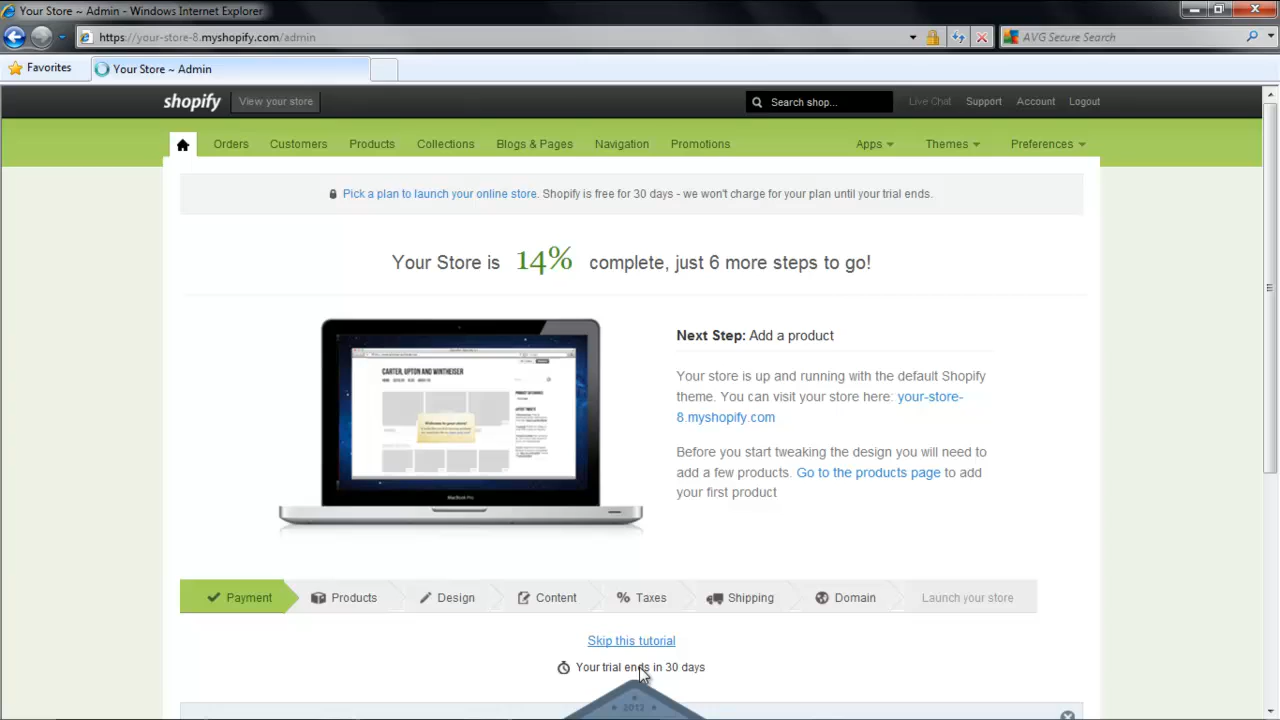 Your Store ~ Admin - Windows Internet Explorer
https://your-store-8.myshopify.com/admin
AVG Secure Search
Favorites
Your Store ~ Admin
shopify
View your store
Search shop...
Live Chat
Support
Account
Logout
Orders
Customers
Products
Collections
Blogs & Pages
Navigation
Promotions
Apps
Themes
Preferences
Pick a plan to launch your online store. Shopify is free for 30 days - we won't charge for your plan until your trial ends.
Your Store is 14% complete, just 6 more steps to go!
CARTER, UPTON AND WINTHEISER
Welcome to your store!
MacBook Pro
Next Step: Add a product
Your store is up and running with the default Shopify
theme. You can visit your store here: your-store-
8.myshopify.com
Before you start tweaking the design you will need to
add a few products. Go to the products page to add
your first product
Payment
Products
Design
Content
Taxes
Shipping
Domain
Launch your store
Skip this tutorial
Your trial ends in 30 days
2013